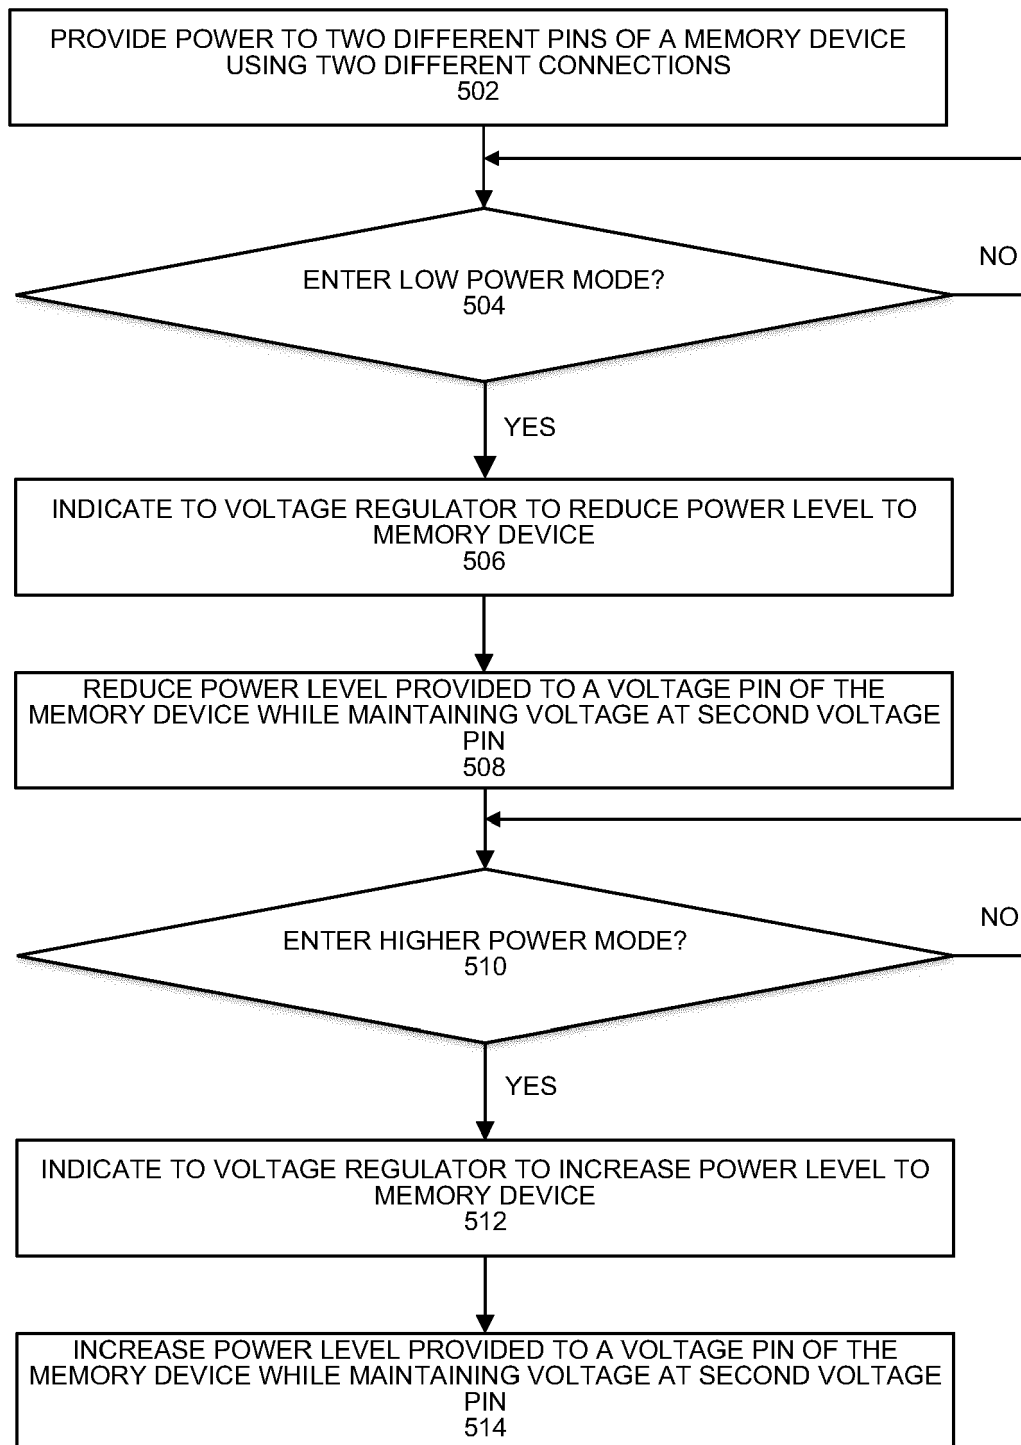 PROVIDE POWER TO TWO DIFFERENT PINS OF A MEMORY DEVICE
USING TWO DIFFERENT CONNECTIONS
502
ENTER LOW POWER MODE?
504
NO
YES
INDICATE TO VOLTAGE REGULATOR TO REDUCE POWER LEVEL TO
MEMORY DEVICE
506
REDUCE POWER LEVEL PROVIDED TO A VOLTAGE PIN OF THE
MEMORY DEVICE WHILE MAINTAINING VOLTAGE AT SECOND VOLTAGE
PIN
508
ENTER HIGHER POWER MODE?
510
NO
YES
INDICATE TO VOLTAGE REGULATOR TO INCREASE POWER LEVEL TO
MEMORY DEVICE
512
INCREASE POWER LEVEL PROVIDED TO A VOLTAGE PIN OF THE
MEMORY DEVICE WHILE MAINTAINING VOLTAGE AT SECOND VOLTAGE
PIN
514